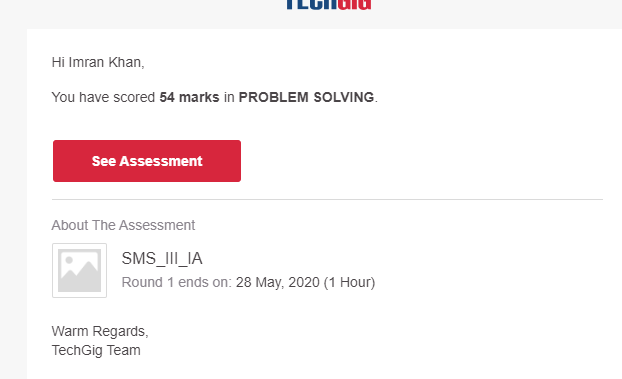 TECHGIG
Hi Imran Khan,
You have scored 54 marks in PROBLEM SOLVING.
See Assessment
About The Assessment
SMS_III_IA
Round 1 ends on: 28 May, 2020 (1 Hour)
Warm Regards,
TechGig Team